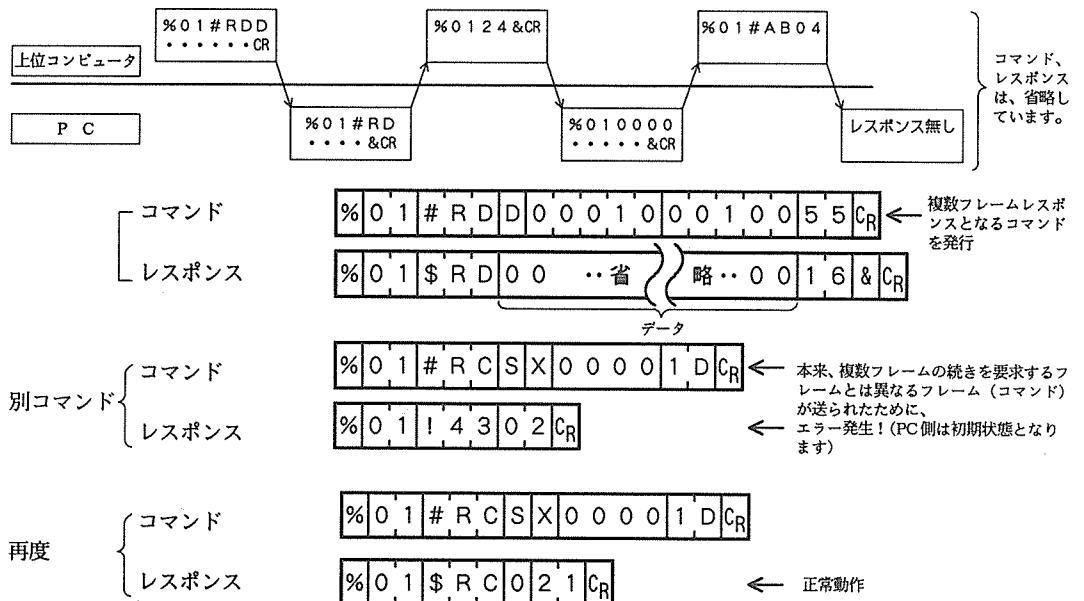 %01#RDD
・・・・・・CR
%0124&CR
%01#AB04
上位コンピュータ
コマンド、
レスポンス
は、省略し
ています。
PC
%01#RD
・・・・&CR
%010000
・・・・・&CR
レスポンス無し
コマンド
%01#RDD000100010055CR
複数フレームレスポ
ンスとなるコマンド
を発行
レスポンス
%01$RD00 ‥省 略‥0016&CR
データ
別コマンド
コマンド
%01#RCSX00001DCR
本来、複数フレームの続きを要求するフ
レームとは異なるフレーム（コマンド）
が送られたために、
エラー発生！（PC側は初期状態となり
ます）
レスポンス
%01!4302CR
再度
コマンド
%01#RCSX00001DCR
レスポンス
%01$RC021CR
正常動作